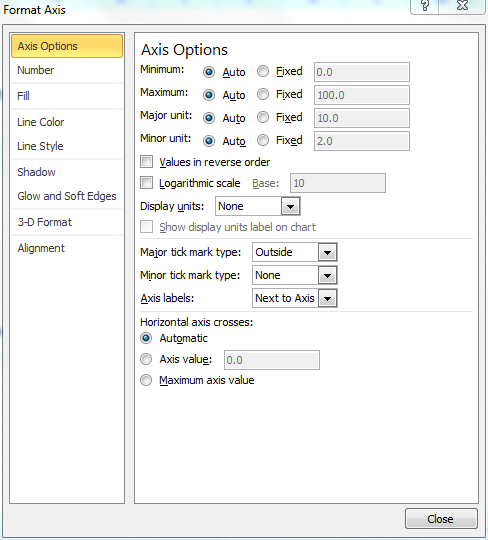 Format Axis
?
Axis Options
Number
Fill
Line Color
Line Style
Shadow
Glow and Soft Edges
3-D Format
Alignment
Axis Options
Minimum: Auto Fixed 0.0
Maximum: Auto Fixed 100.0
Major unit: Auto Fixed 10.0
Minor unit: Auto Fixed 2.0
Values in reverse order
Logarithmic scale Base: 10
Display units: None
Show display units label on chart
Major tick mark type: Outside
Minor tick mark type: None
Axis labels: Next to Axis
Horizontal axis crosses:
Automatic
Axis value: 0.0
Maximum axis value
Close